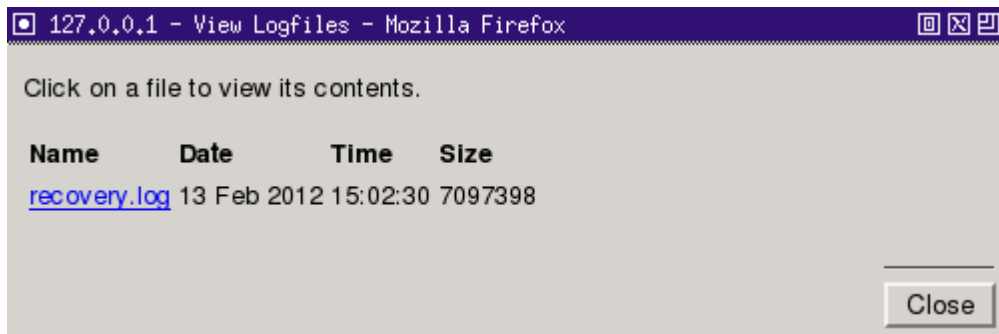 127.0.0.1 - View Logfiles - Mozilla Firefox
Click on a file to view its contents.
Name Date Time Size
recovery.log 13 Feb 2012 15:02:30 7097398
Close